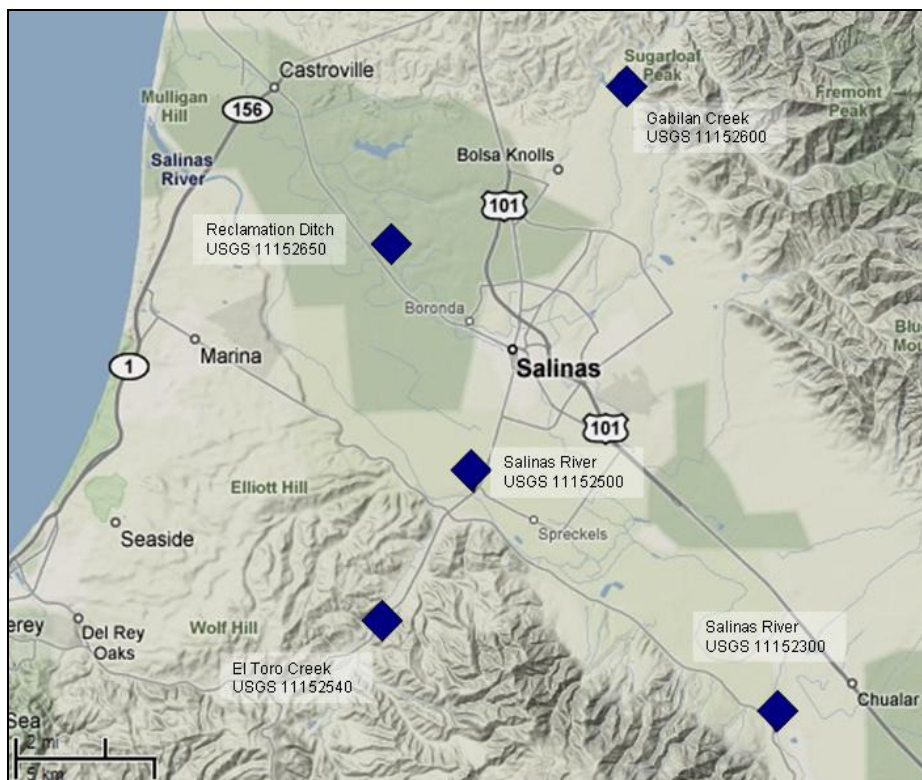 Castroville
Sugarloaf
Peak
Fremont
Peak
Mulligan
Hill
156
Gabilan Creek
USGS 11152600
Bolsa Knolls
Salinas
River
101
Reclamation Ditch
USGS 11152650
Boronda
Marina
Salinas
1
101
Salinas River
USGS 11152500
Elliott Hill
Seaside
Spreckels
Wolf Hill
Del Rey
Oaks
El Toro Creek
USGS 11152540
Salinas River
USGS 11152300
Chualar
2 mi
5 km